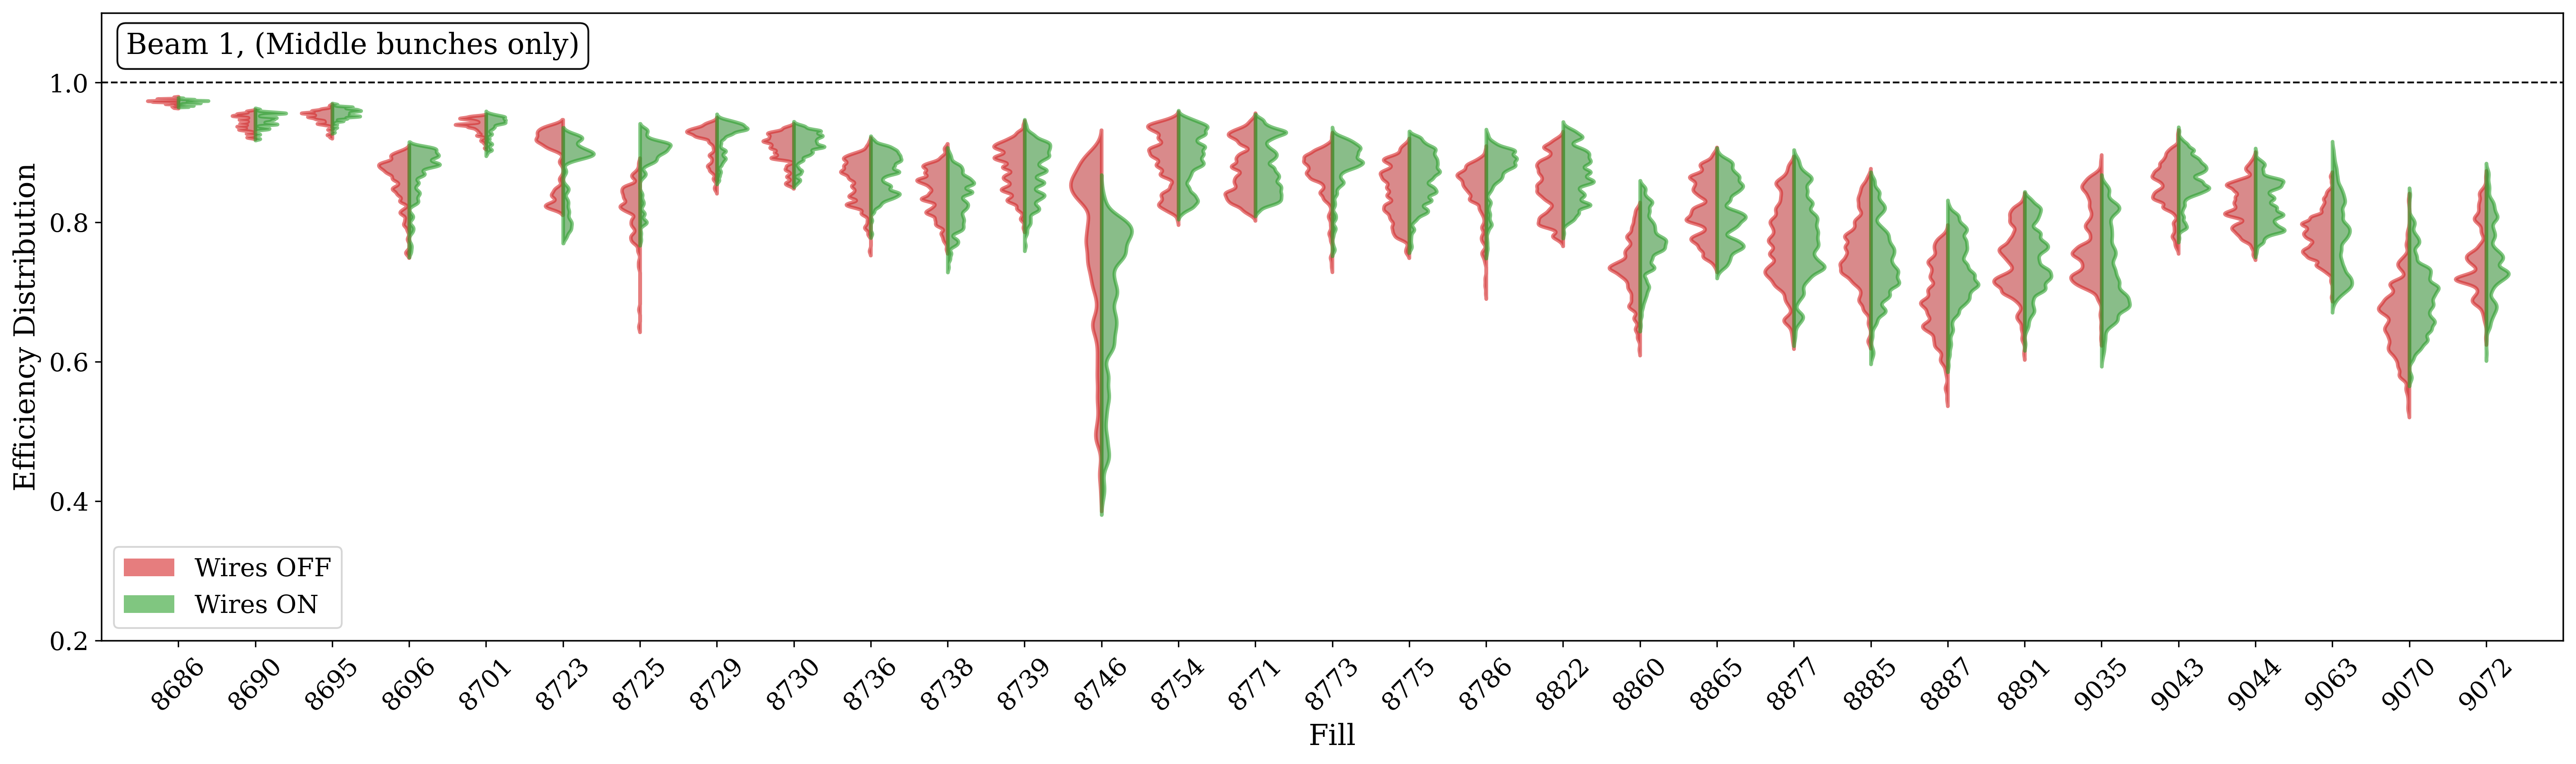 Beam 1, (Middle bunches only)
Efficiency Distribution
1.0
0.8
0.6
0.4
0.2
Wires OFF
Wires ON
8686 8690 8695 8696 8701 8723 8725 8729 8730 8736 8738 8739 8746 8754 8771 8773 8775 8786 8822 8860 8865 8877 8885 8887 8891 9035 9043 9044 9063 9070 9072
Fill